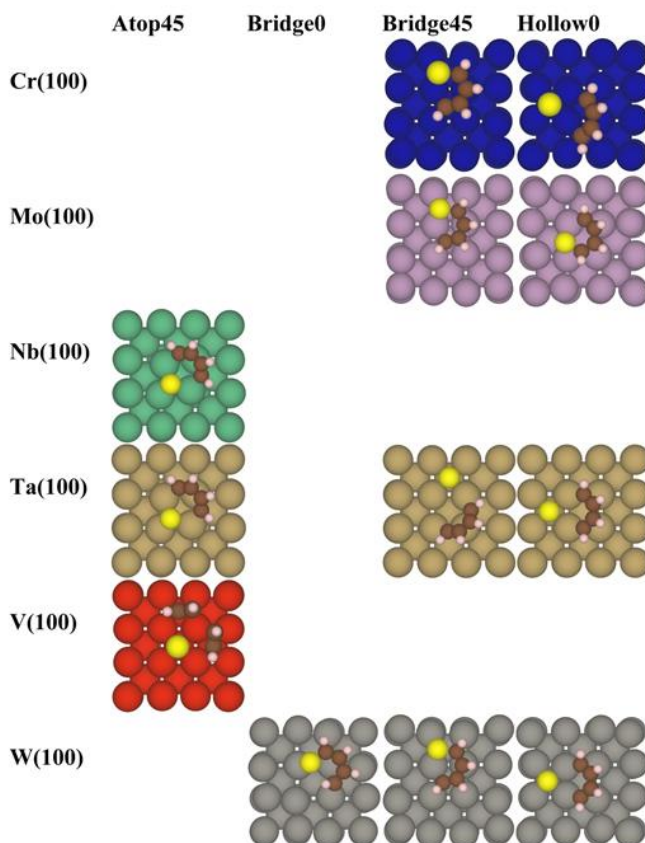 Atop45 Bridge0 Bridge45 Hollow0
Cr(100)
Mo(100)
Nb(100)
Ta(100)
V(100)
W(100)